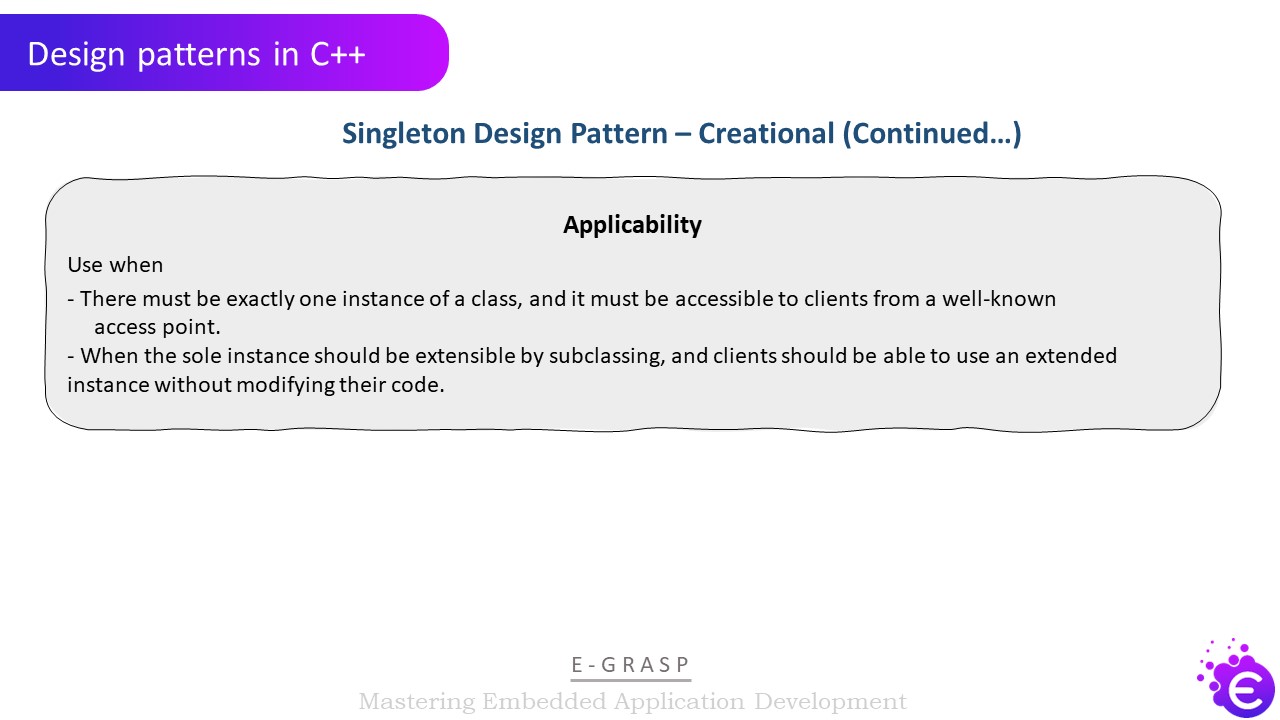 Design patterns in C++
Singleton Design Pattern – Creational (Continued…)
Applicability
Use when
- There must be exactly one instance of a class, and it must be accessible to clients from a well-known
access point.
- When the sole instance should be extensible by subclassing, and clients should be able to use an extended
instance without modifying their code.
E-GRASP
Mastering Embedded Application Development
e